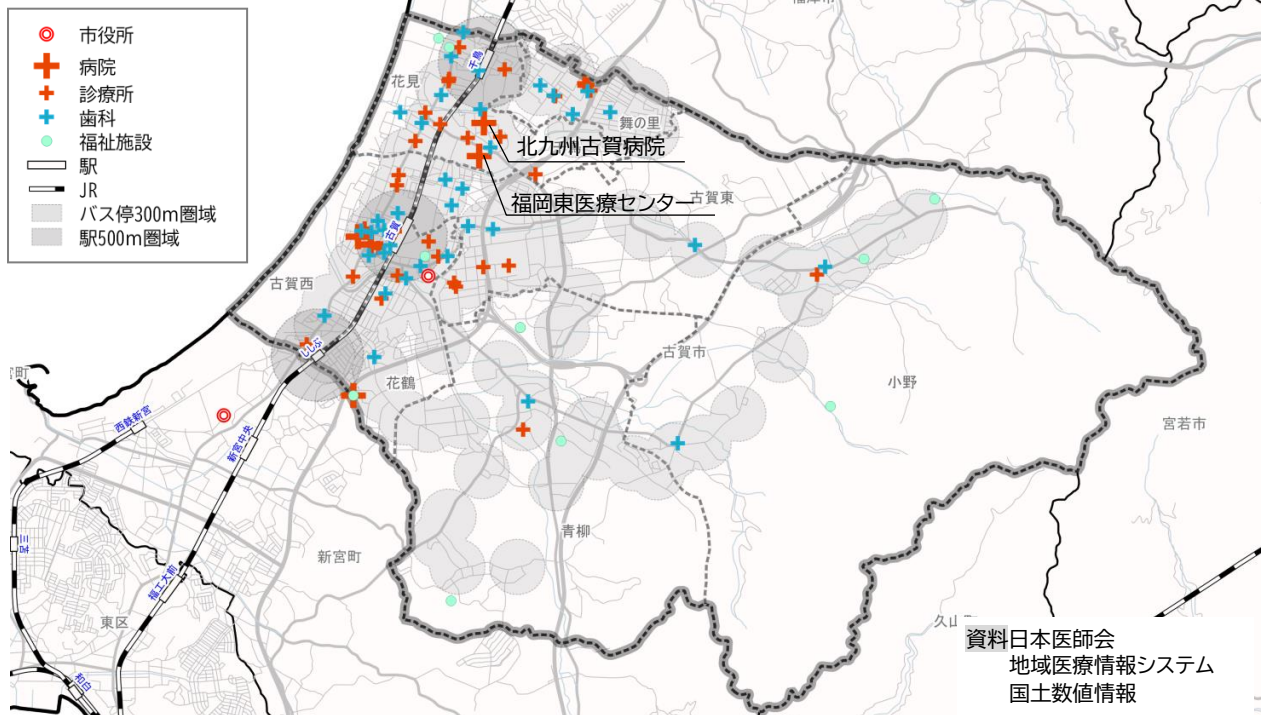 市役所
病院
診療所
歯科
福祉施設
駅
JR
バス停300m圏域
駅500m圏域
千鳥
花見
舞の里
北九州古賀病院
福岡東医療センター
古賀東
古賀
古賀西
ししぶ
古賀市
花鶴
小野
宮若市
西鉄新宮
新宮中央
青柳
新宮町
三苫
福工大前
東区
和白
久山
資料日本医師会
地域医療情報システム
国土数値情報